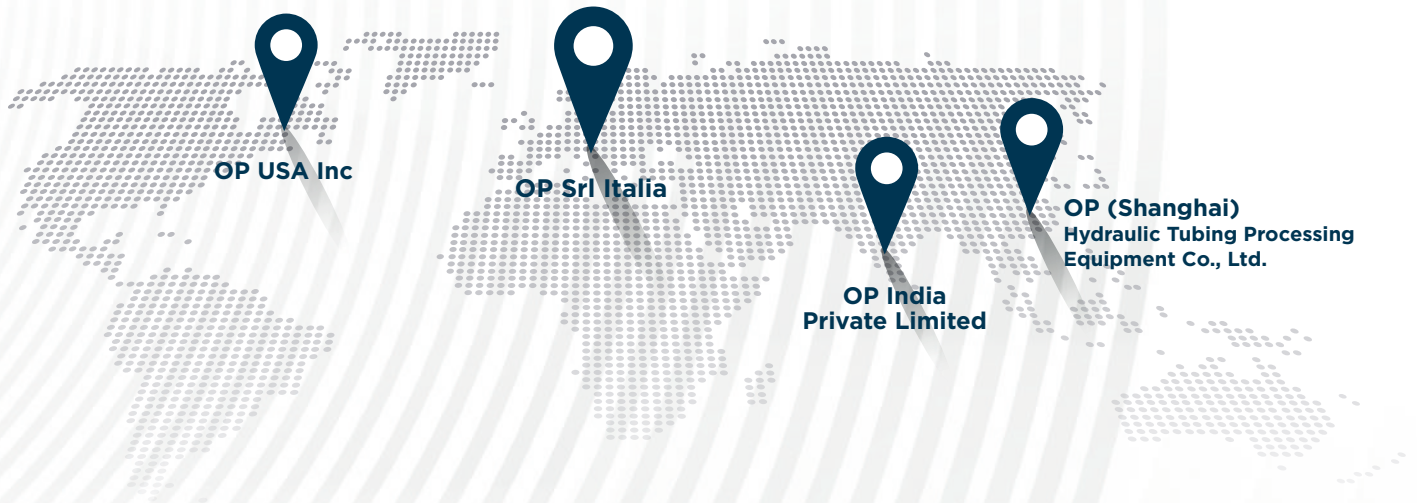 OP USA Inc
OP Srl Italia
OP (Shanghai)
Hydraulic Tubing Processing
Equipment Co., Ltd.
OP India
Private Limited